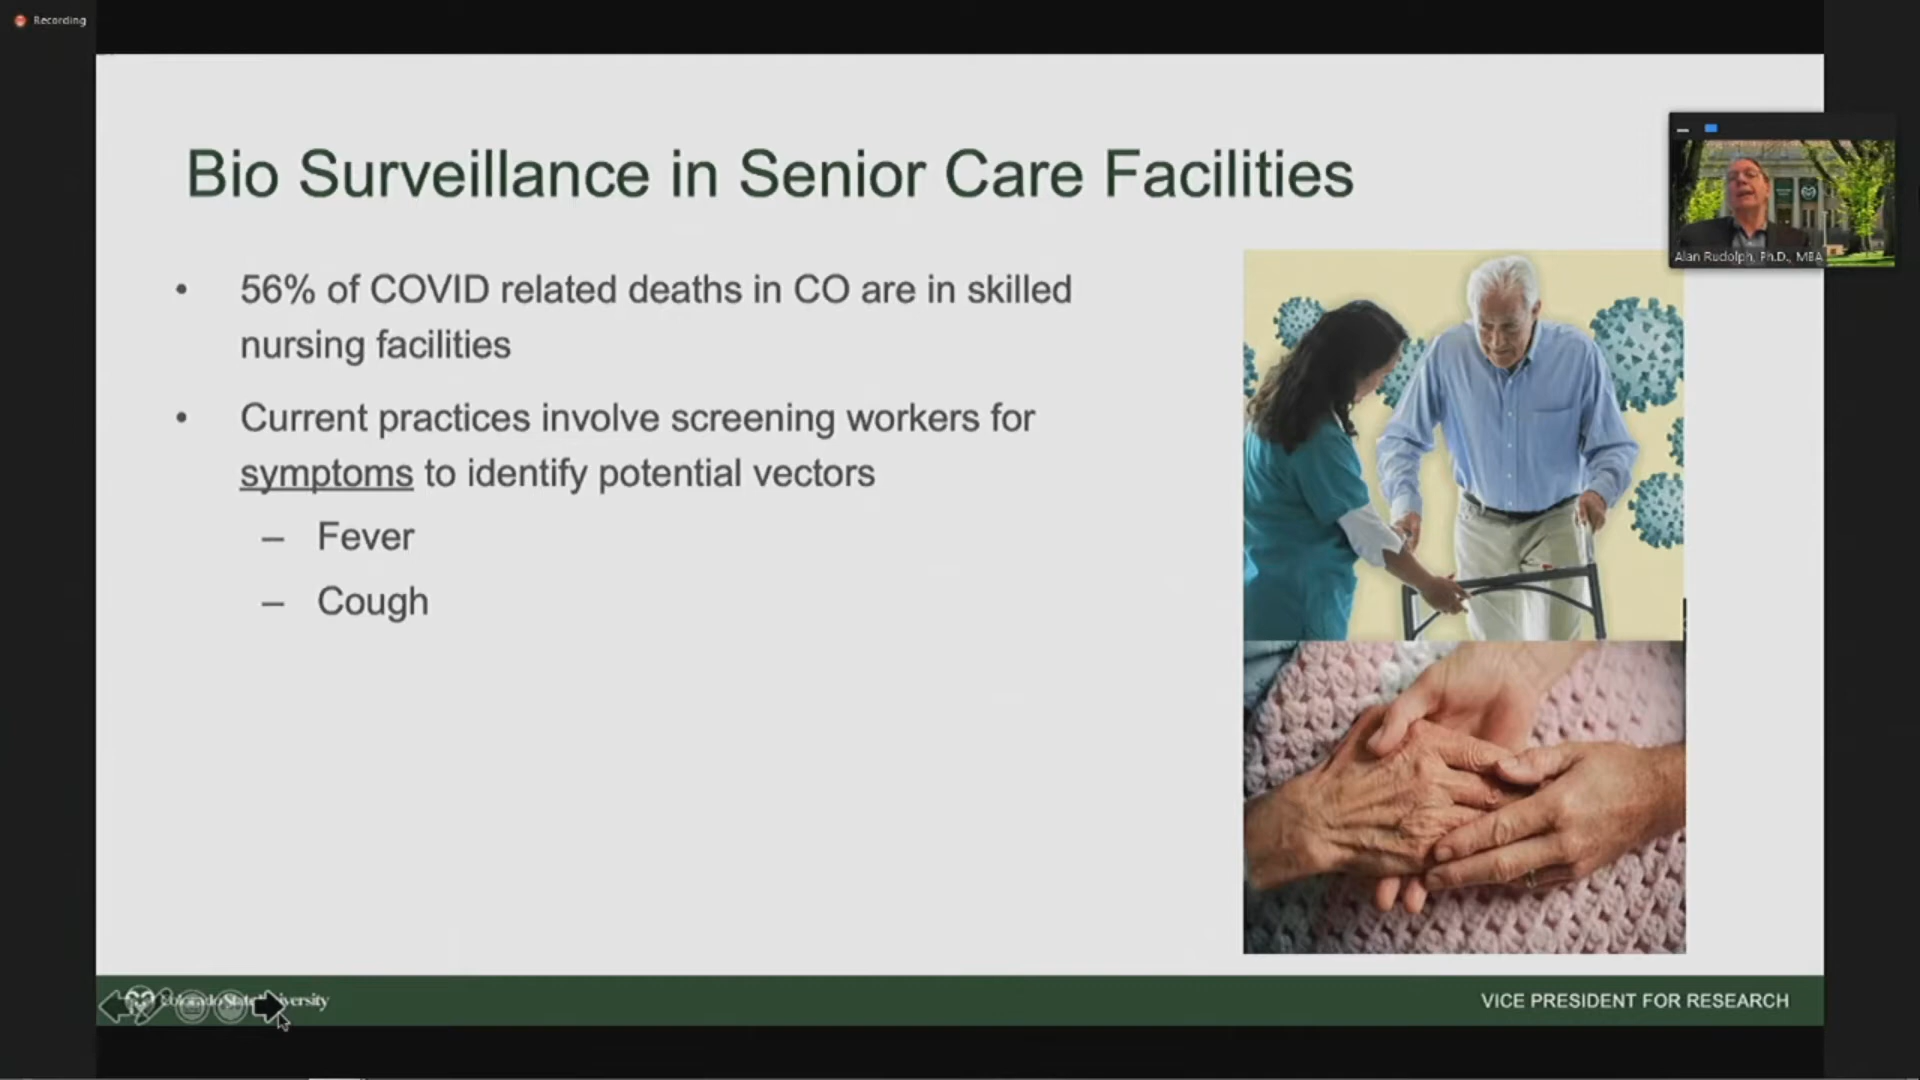 Recording
Bio Surveillance in Senior Care Facilities
• 56% of COVID related deaths in CO are in skilled
nursing facilities
• Current practices involve screening workers for
symptoms to identify potential vectors
– Fever
– Cough
Alan Rudolph, Ph.D., MBA
Colorado State University
VICE PRESIDENT FOR RESEARCH